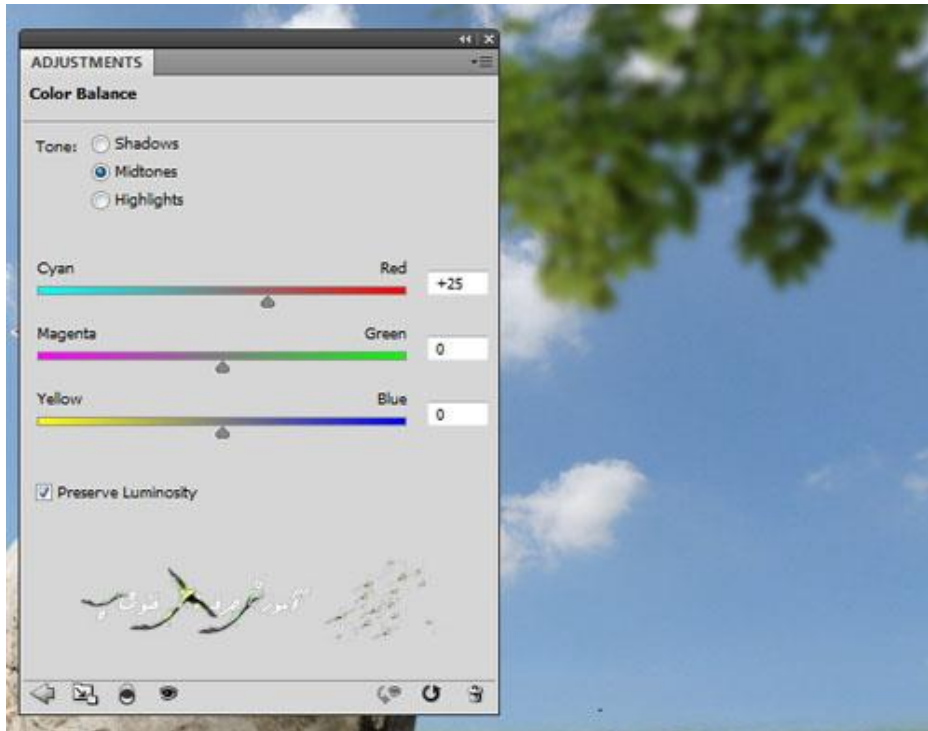 ADJUSTMENTS
Color Balance
Tone: Shadows
Midtones
Highlights
Cyan Red +25
Magenta Green 0
Yellow Blue 0
Preserve Luminosity